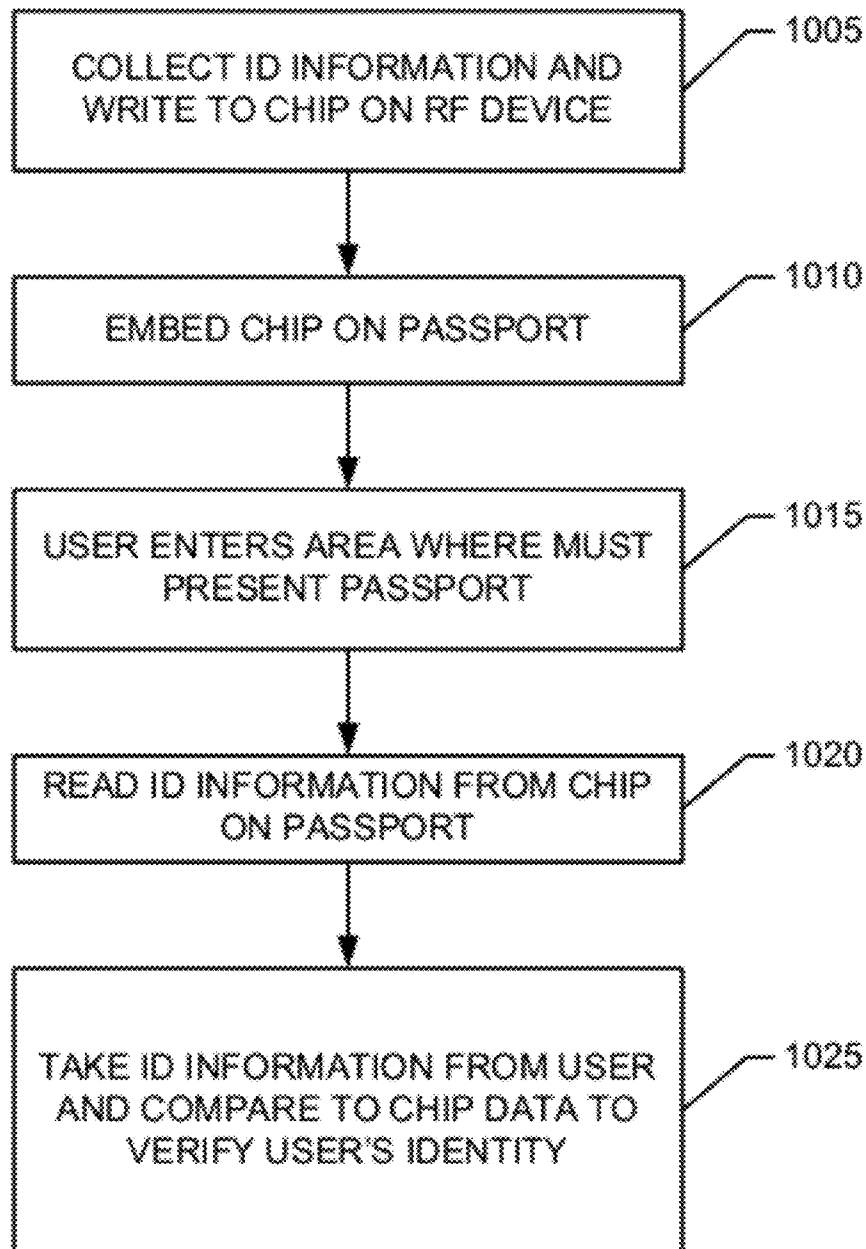 COLLECT ID INFORMATION AND
WRITE TO CHIP ON RF DEVICE
1005
EMBED CHIP ON PASSPORT
1010
USER ENTERS AREA WHERE MUST
PRESENT PASSPORT
1015
READ ID INFORMATION FROM CHIP
ON PASSPORT
1020
TAKE ID INFORMATION FROM USER
AND COMPARE TO CHIP DATA TO
VERIFY USER'S IDENTITY
1025